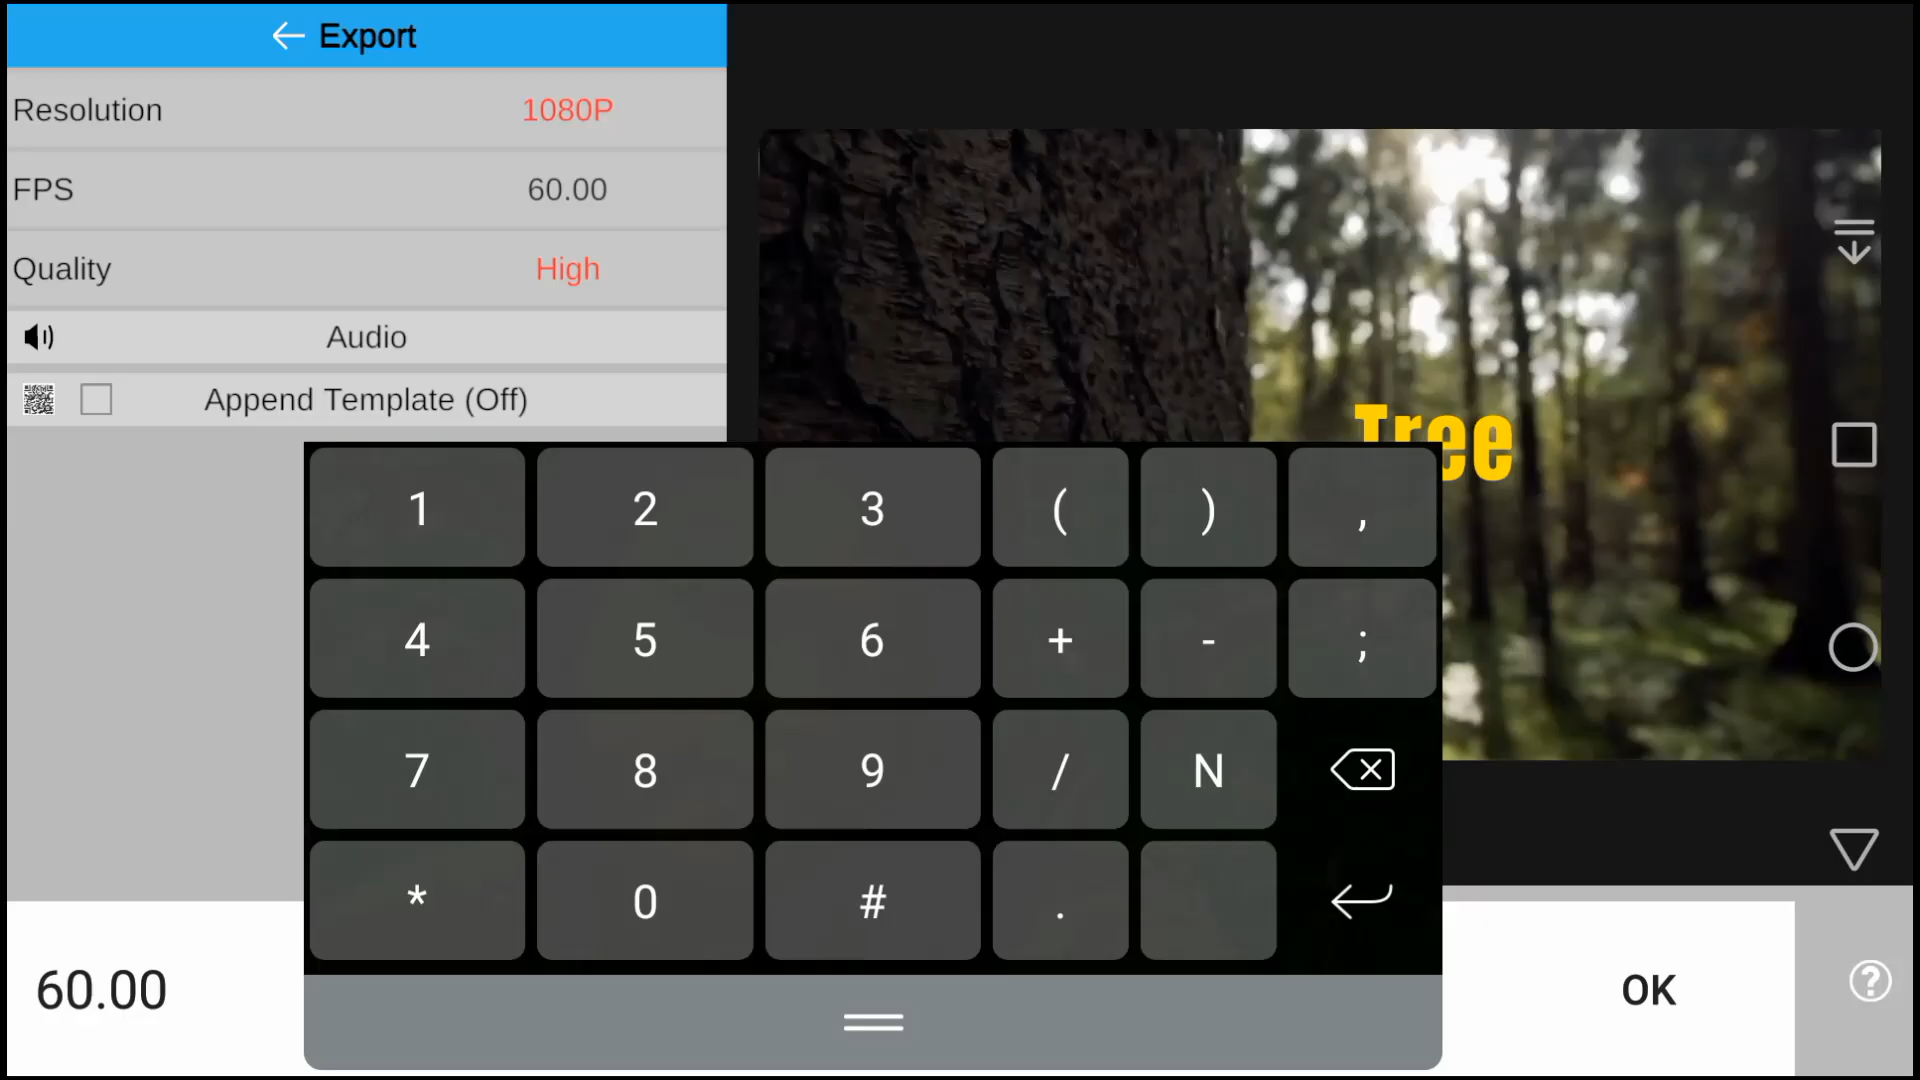 Export
Resolution 1080P
FPS 60.00
Quality High
Audio
Append Template (Off)
Tree
1 2 3 ( ) ,
4 5 6 + - ;
7 8 9 / N
* 0 # .
60.00 OK
?